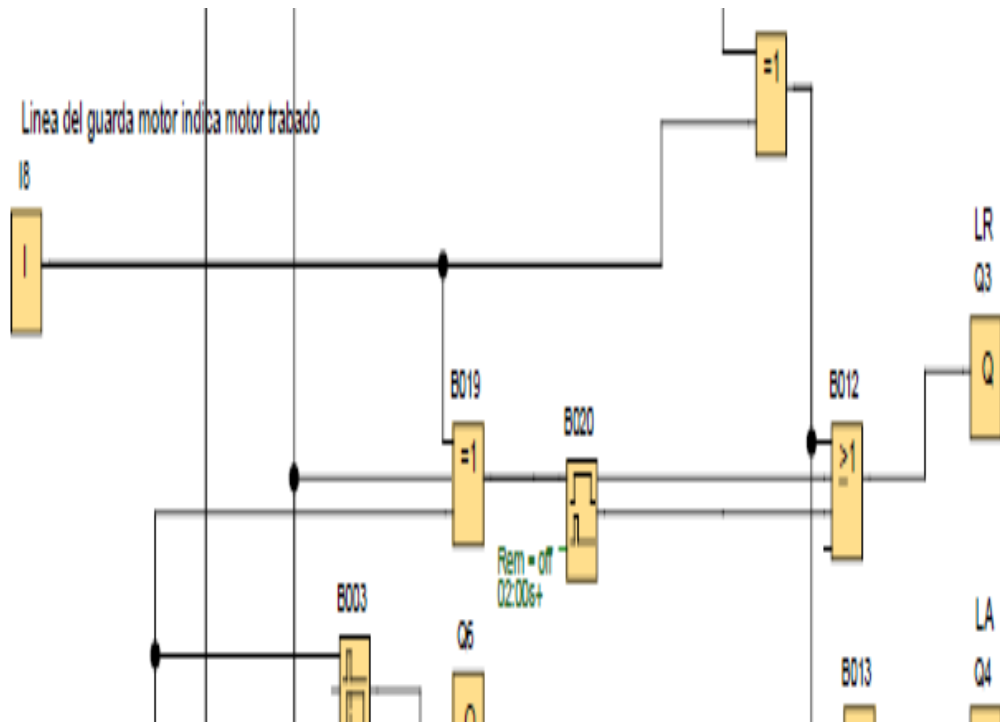 =1
Linea del guarda motor indica motor trabado
I8
I
LR
Q3
Q
B019
=1
B020
B012
≥1
Rem = off
02:00s+
B003
Q6
LA
Q4
B013
Q